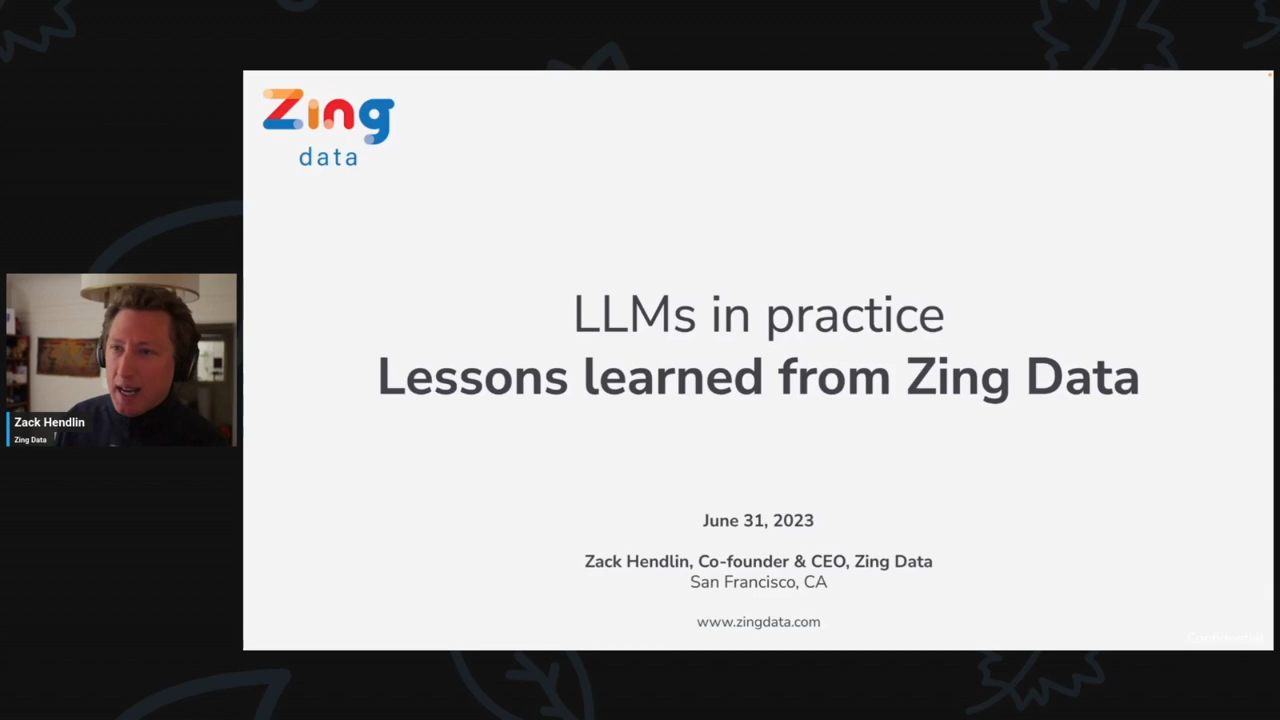 Zing
data
LLMs in practice
Lessons learned from Zing Data
June 31, 2023
Zack Hendlin, Co-founder & CEO, Zing Data
San Francisco, CA
www.zingdata.com
Confidential
Zack Hendlin
Zing Data